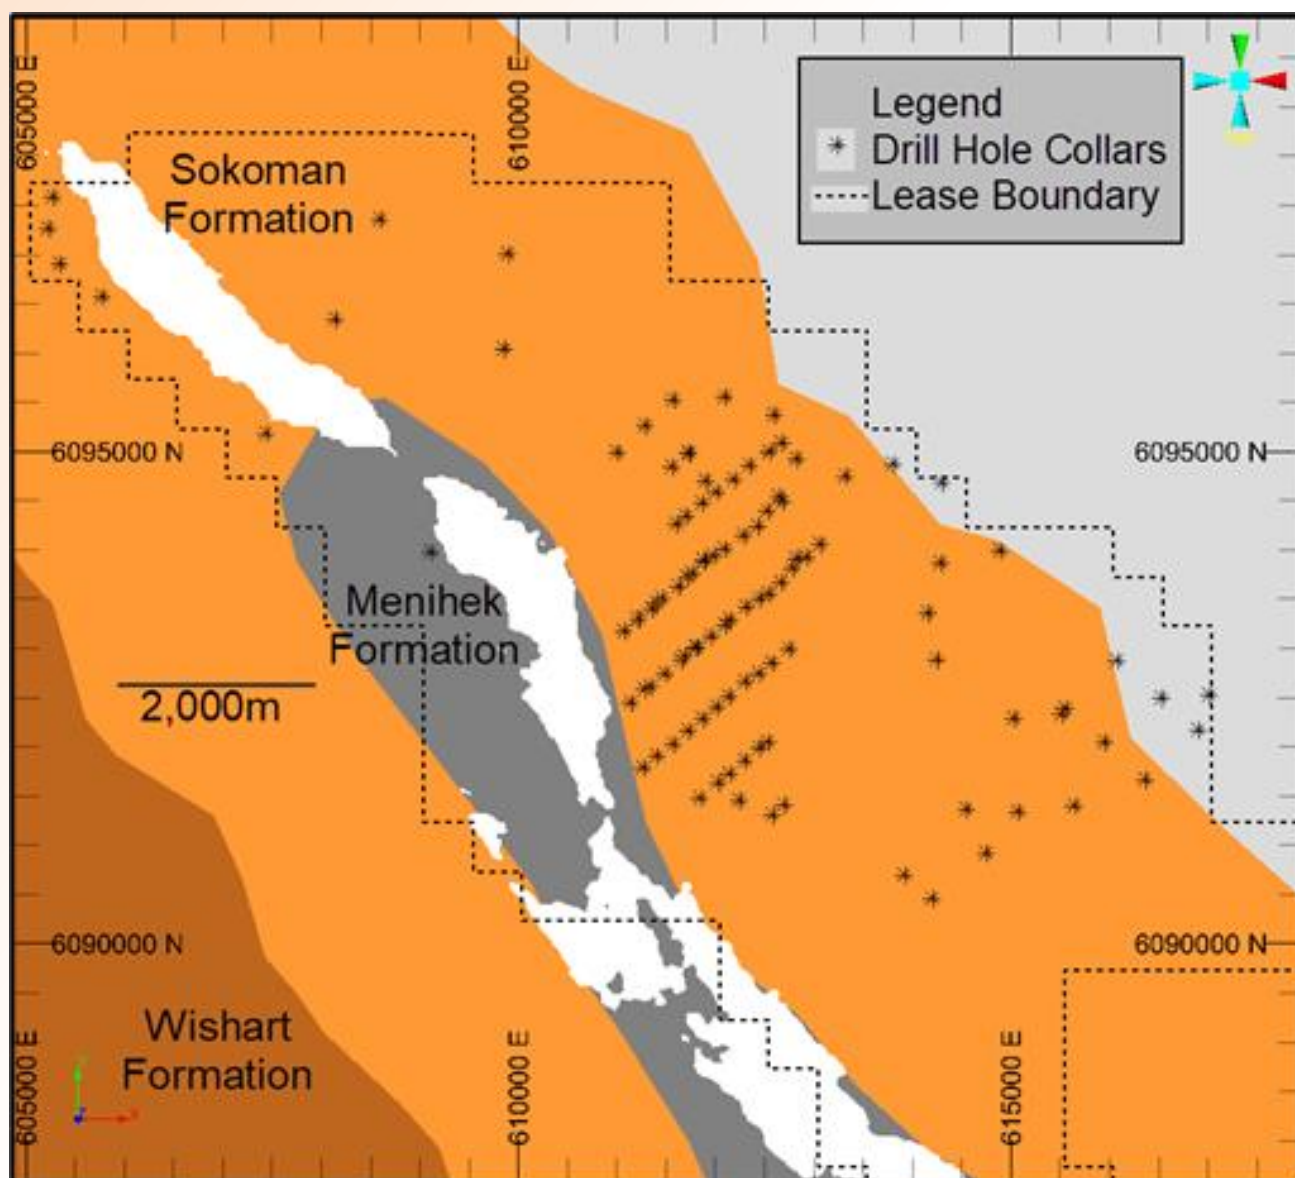 605000 E
610000 E
Legend
Drill Hole Collars
Lease Boundary
Sokoman
Formation
6095000 N
6095000 N
Menihek
Formation
2,000m
6090000 N
6090000 N
Wishart
Formation
605000 E
610000 E
615000 E